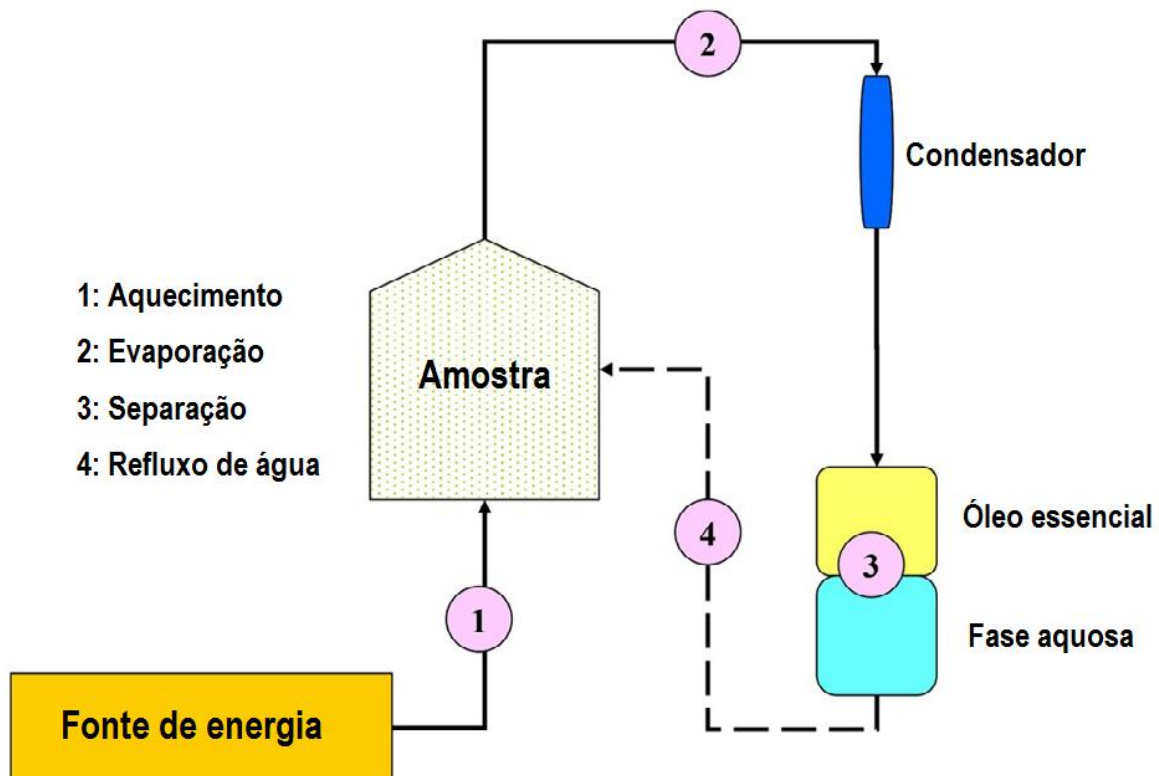 2
Condensador
1: Aquecimento
2: Evaporação
3: Separação
4: Refluxo de água
Amostra
Óleo essencial
4
3
1
Fase aquosa
Fonte de energia